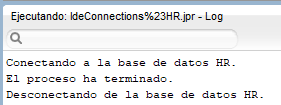 Ejecutando: IdeConnections%23HR.jpr - Log
Conectando a la base de datos HR.
El proceso ha terminado.
Desconectando de la base de datos HR.